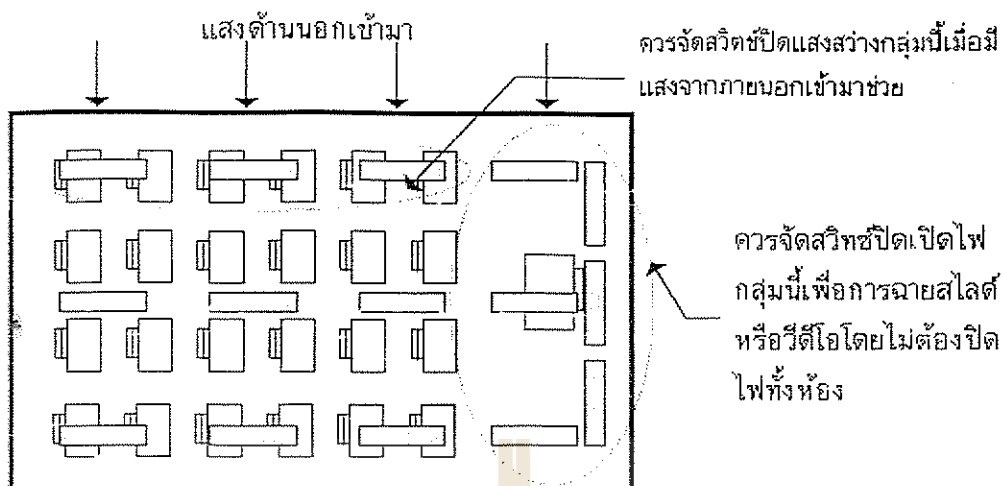 แสงด้านนอกเข้ามา
ควรจัดสวิตช์ปิดแสงสว่างกลุ่มนี้เมื่อมี
แสงจากภายนอกเข้ามาช่วย
ควรจัดสวิทซ์ปิดเปิดไฟ
กลุ่มนี้เพื่อการฉายสไลด์
หรือวีดีโอโดยไม่ต้องปิด
ไฟทั้งห้อง